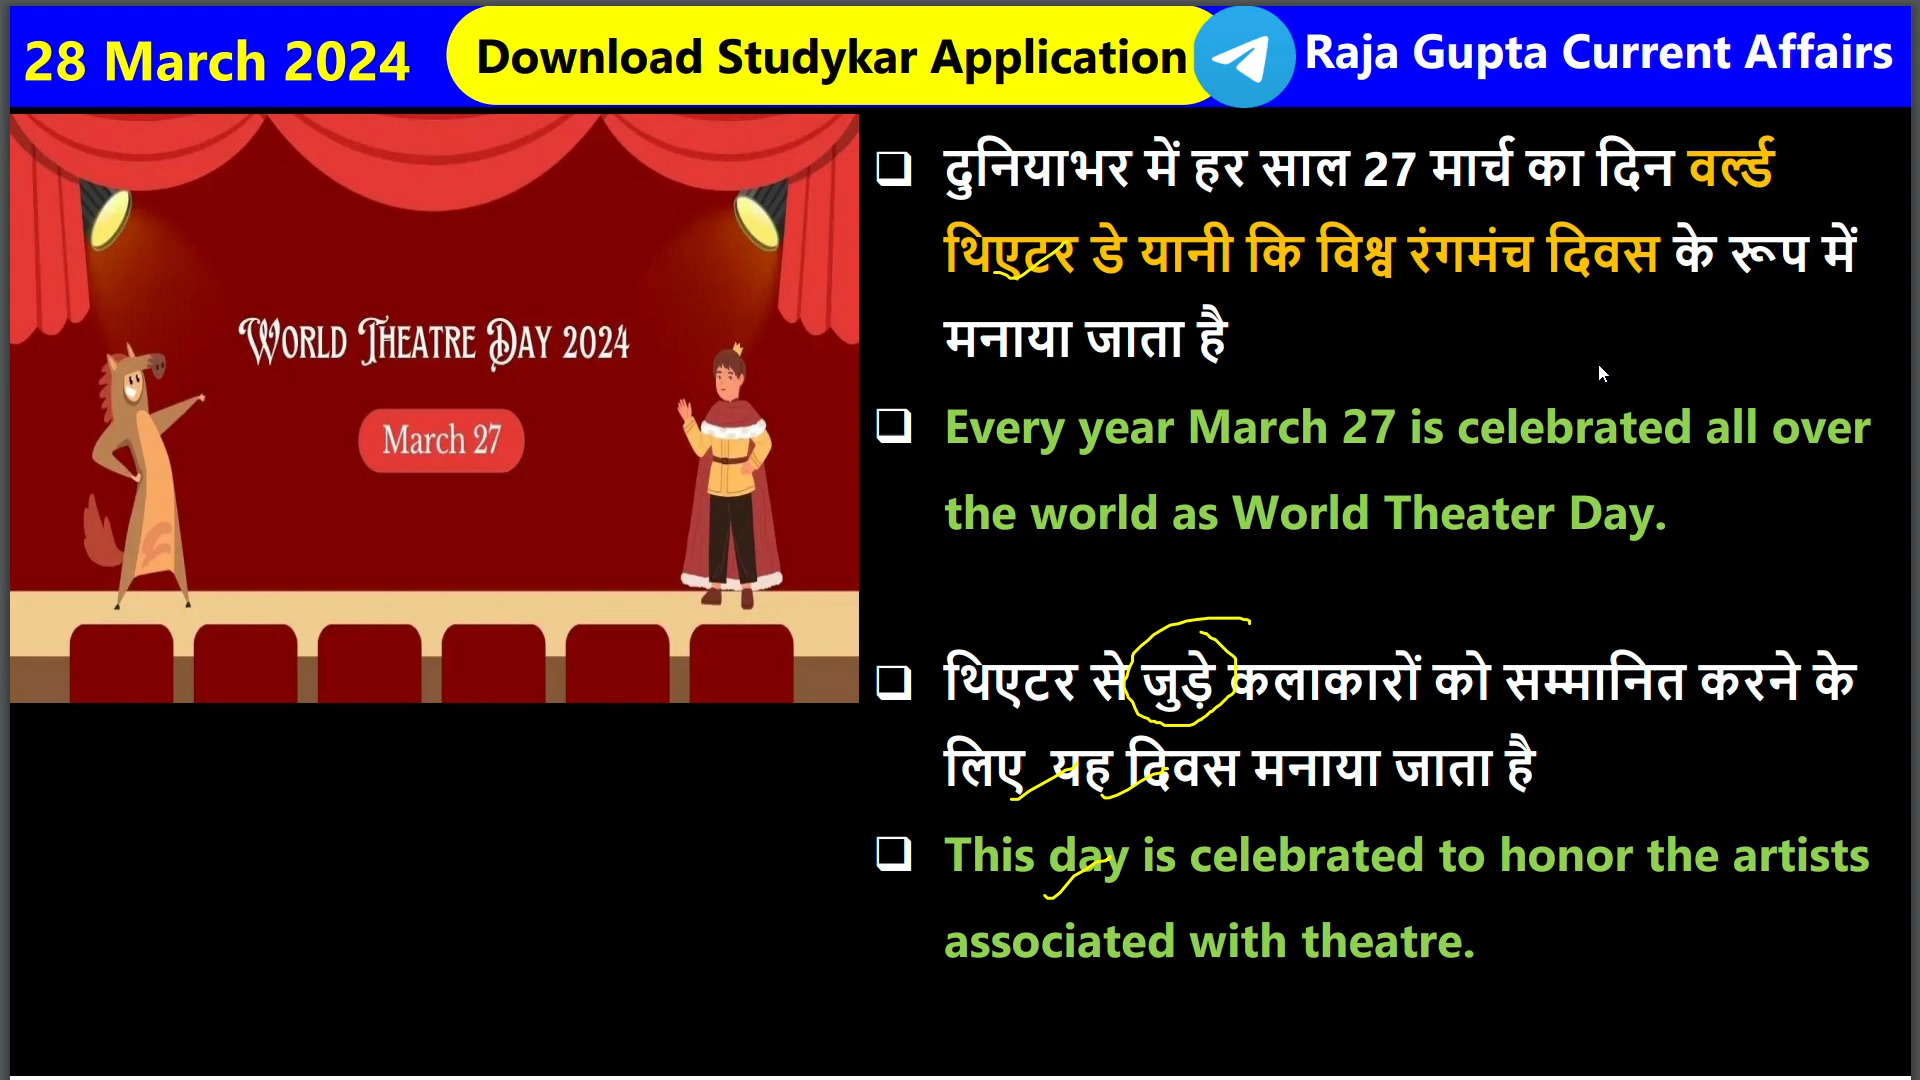 28 March 2024
Download Studykar Application
Raja Gupta Current Affairs
WORLD THEATRE DAY 2024
March 27
दुनियाभर में हर साल 27 मार्च का दिन वर्ल्ड
थिएटर डे यानी कि विश्व रंगमंच दिवस के रूप में
मनाया जाता है
Every year March 27 is celebrated all over
the world as World Theater Day.
थिएटर से जुड़े कलाकारों को सम्मानित करने के
लिए यह दिवस मनाया जाता है
This day is celebrated to honor the artists
associated with theatre.